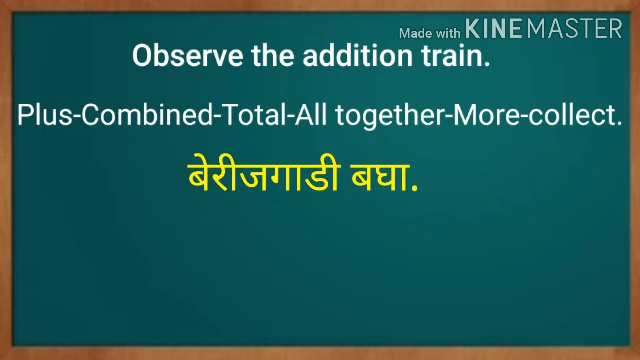 Made with KINEMASTER
Observe the addition train.
Plus-Combined-Total-All together-More-collect.
बेरीजगाडी बघा.